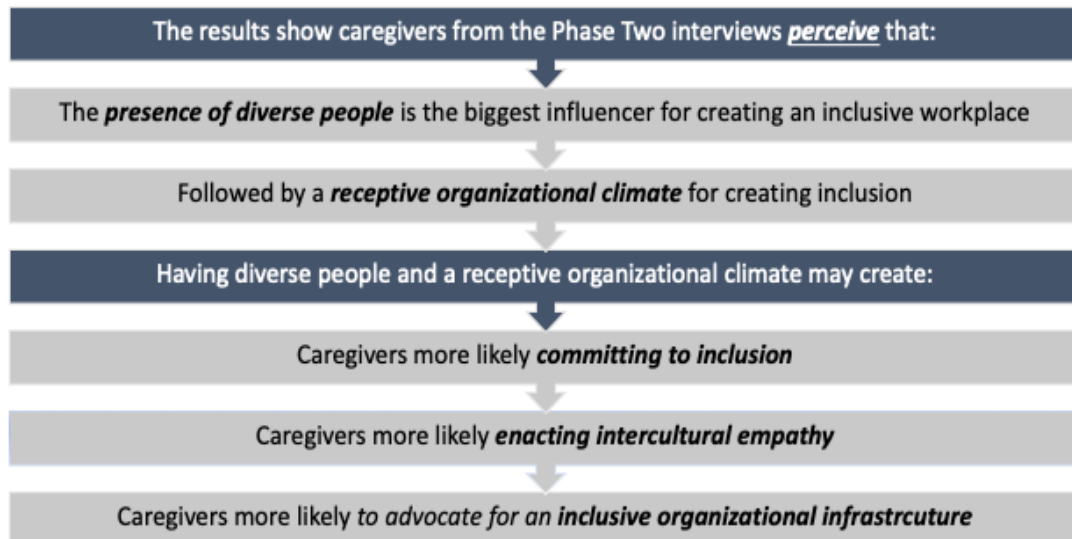 The results show caregivers from the Phase Two interviews perceive that:
The presence of diverse people is the biggest influencer for creating an inclusive workplace
Followed by a receptive organizational climate for creating inclusion
Having diverse people and a receptive organizational climate may create:
Caregivers more likely committing to inclusion
Caregivers more likely enacting intercultural empathy
Caregivers more likely to advocate for an inclusive organizational infrastrcuture